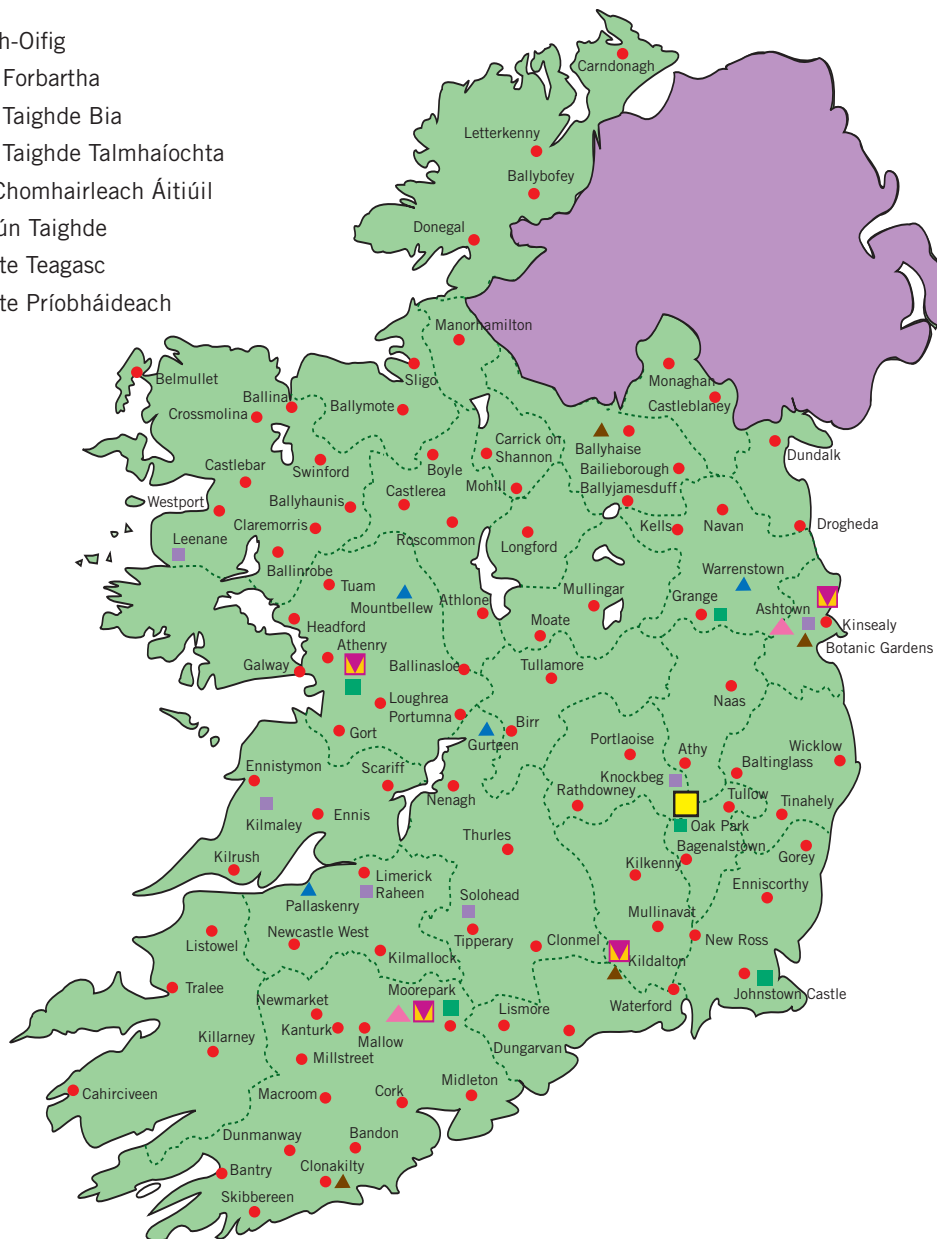 h-Oifig
Forbartha
Taighde Bia
Taighde Talmhaíochta
Chomhairleach Áitiúil
ún Taighde
te Teagasc
te Príobháideach
Carndonagh
Letterkenny
Ballybofey
Donegal
Manorhamilton
Sligo
Monaghan
Belmullet
Castleblaney
Ballina
Ballymote
Crossmolina
Carrick on
Shannon
Ballyhaise
Dundalk
Castlebar
Swinford
Boyle
Bailieborough
Mohill
Ballyjamesduff
Westport
Ballyhaunis
Castlerea
Claremorris
Kells
Navan
Drogheda
Leenane
Roscommon
Longford
Ballinrobe
Warrenstown
Tuam
Mullingar
Mountbellew
Athlone
Grange
Ashtown
Headford
Moate
Kinsealy
Athenry
Botanic Gardens
Galway
Ballinasloe
Tullamore
Loughrea
Naas
Portumna
Birr
Gort
Gurteen
Portlaoise
Athy
Wicklow
Ennistymon
Scariff
Knockbeg
Baltinglass
Nenagh
Rathdowney
Tullow
Tinahely
Kilmaley
Ennis
Oak Park
Thurles
Bagenalstown
Kilrush
Kilkenny
Gorey
Limerick
Raheen
Solohead
Enniscorthy
Pallaskenry
Mullinavat
Listowel
Newcastle West
Tipperary
Clonmel
New Ross
Kilmallock
Kildalton
Tralee
Moorepark
Johnstown Castle
Newmarket
Lismore
Waterford
Kanturk
Mallow
Killarney
Dungarvan
Millstreet
Cahirciveen
Macroom
Cork
Midleton
Dunmanway
Bandon
Bantry
Clonakilty
Skibbereen